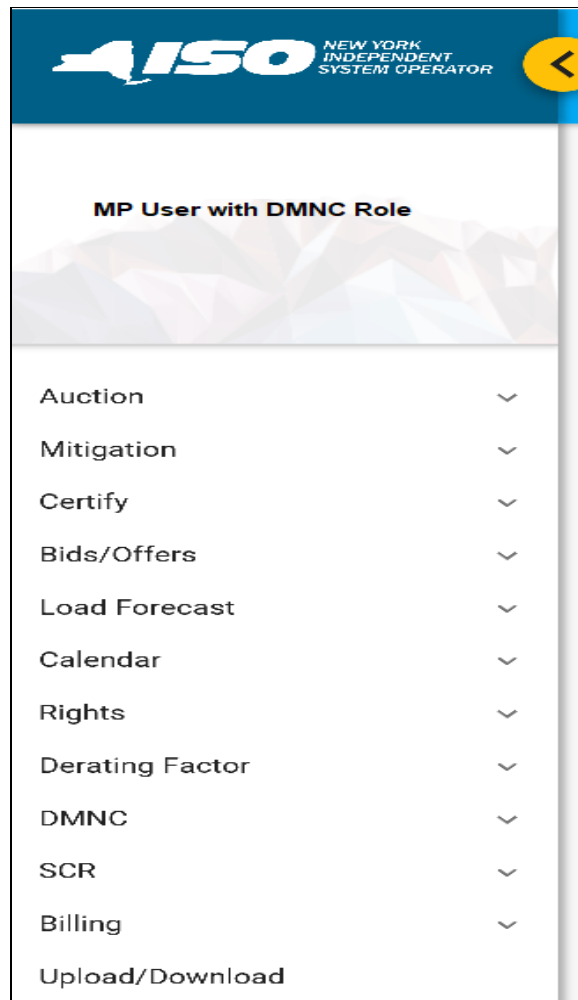 ISO
NEW YORK
INDEPENDENT
SYSTEM OPERATOR
MP User with DMNC Role
Auction
Mitigation
Certify
Bids/Offers
Load Forecast
Calendar
Rights
Derating Factor
DMNC
SCR
Billing
Upload/Download